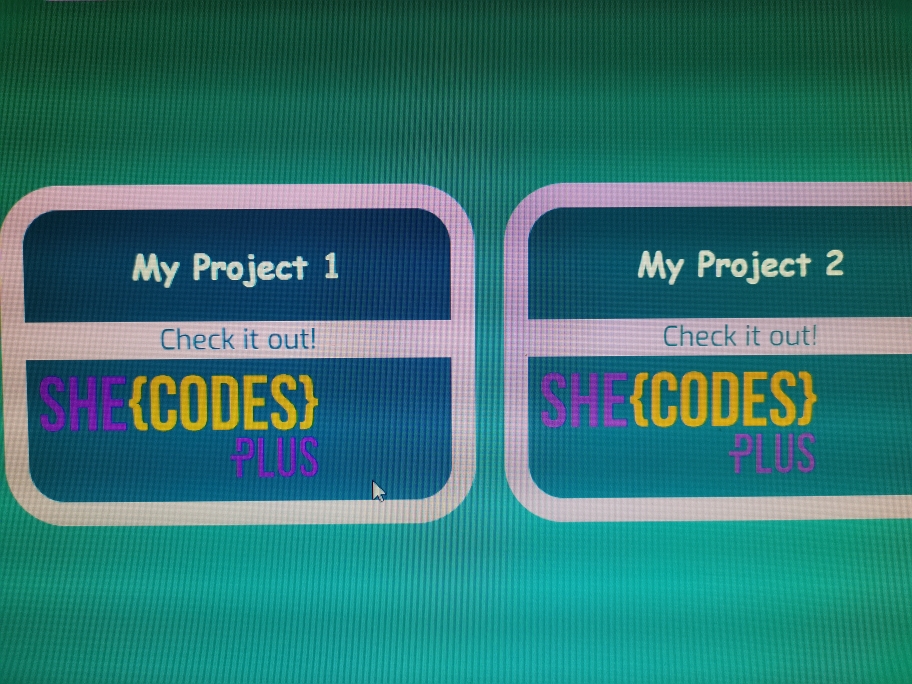 My Project 1
Check it out!
SHE{CODES}
PLUS
My Project 2
Check it out!
SHE{CODES}
PLUS